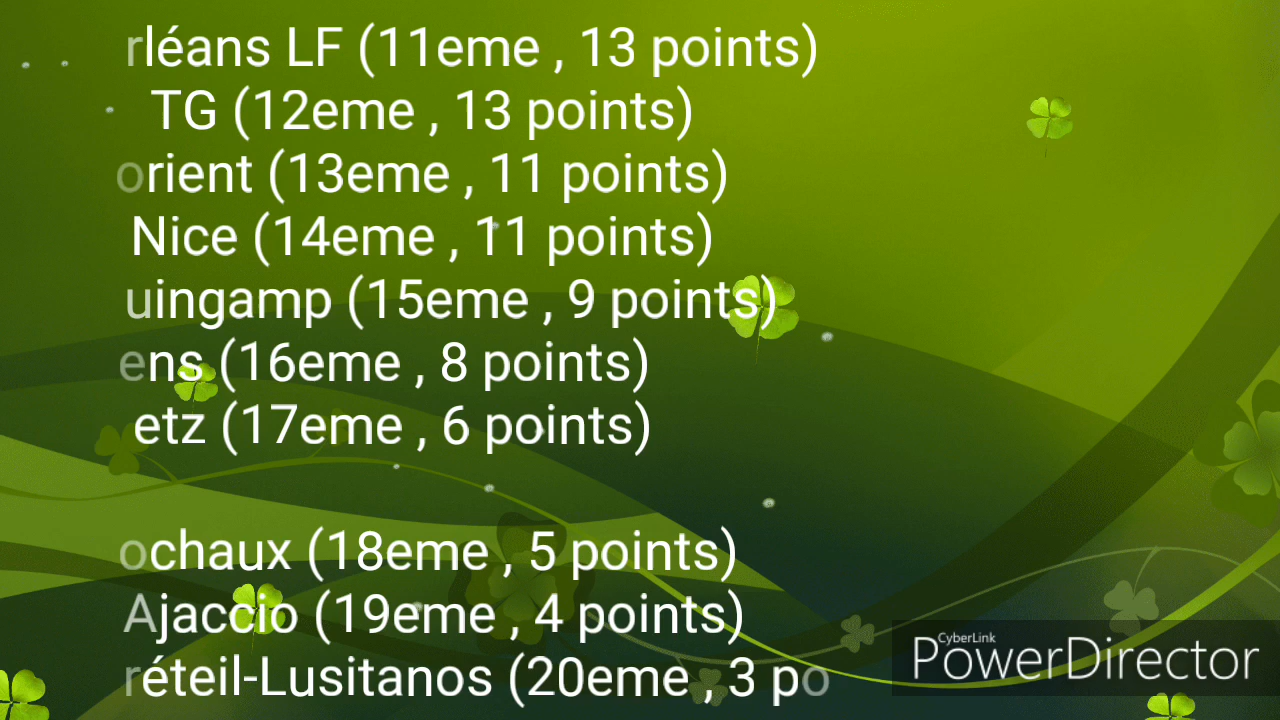 rléans LF (11eme , 13 points)
TG (12eme , 13 points)
orient (13eme , 11 points)
Nice (14eme , 11 points)
uingamp (15eme , 9 points)
ens (16eme , 8 points)
etz (17eme , 6 points)
ochaux (18eme , 5 points)
Ajaccio (19eme , 4 points)
réteil-Lusitanos (20eme , 3 po
CyberLink
PowerDirector